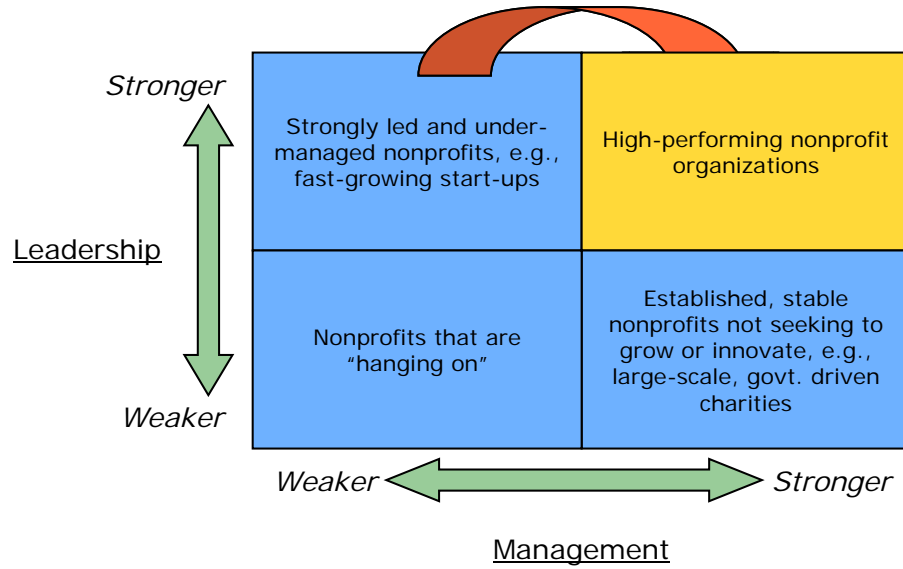 Stronger
Leadership
Weaker
Strongly led and under-
managed nonprofits, e.g.,
fast-growing start-ups
High-performing nonprofit
organizations
Nonprofits that are
“hanging on”
Established, stable
nonprofits not seeking to
grow or innovate, e.g.,
large-scale, govt. driven
charities
Weaker
Stronger
Management